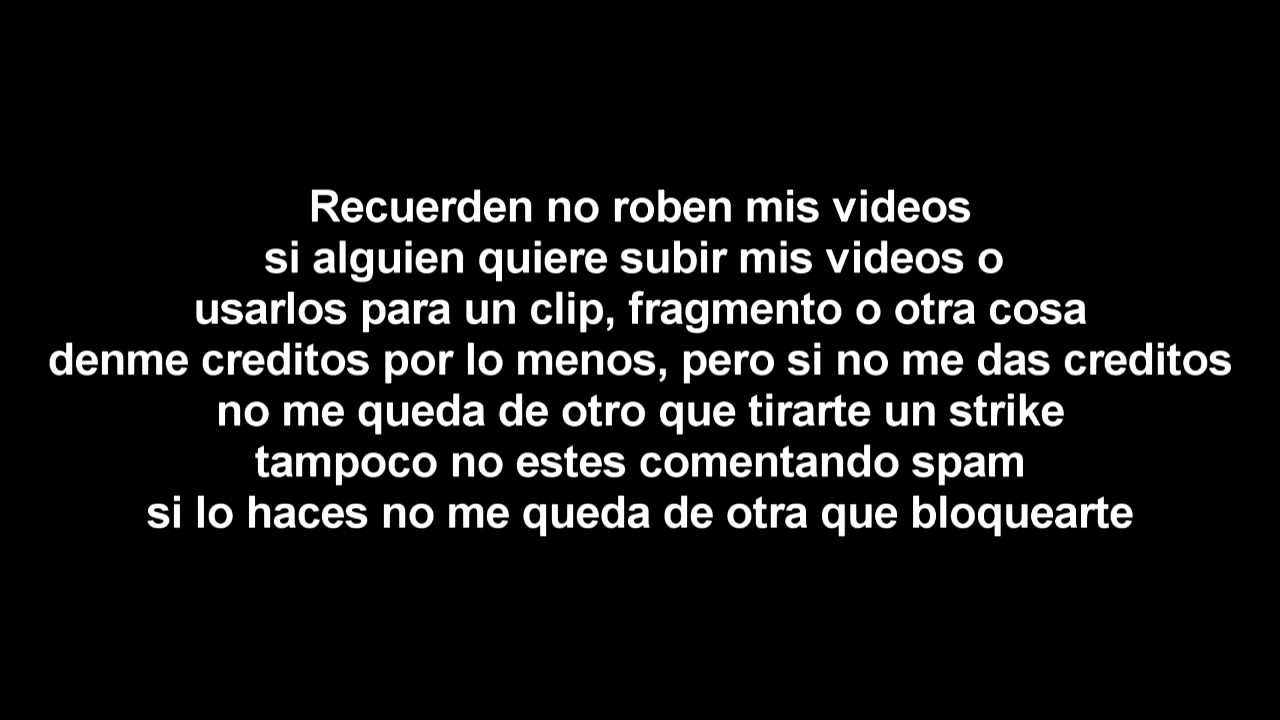 Recuerden no roben mis videos
si alguien quiere subir mis videos o
usarlos para un clip, fragmento o otra cosa
denme creditos por lo menos, pero si no me das creditos
no me queda de otro que tirarte un strike
tampoco no estes comentando spam
si lo haces no me queda de otra que bloquearte